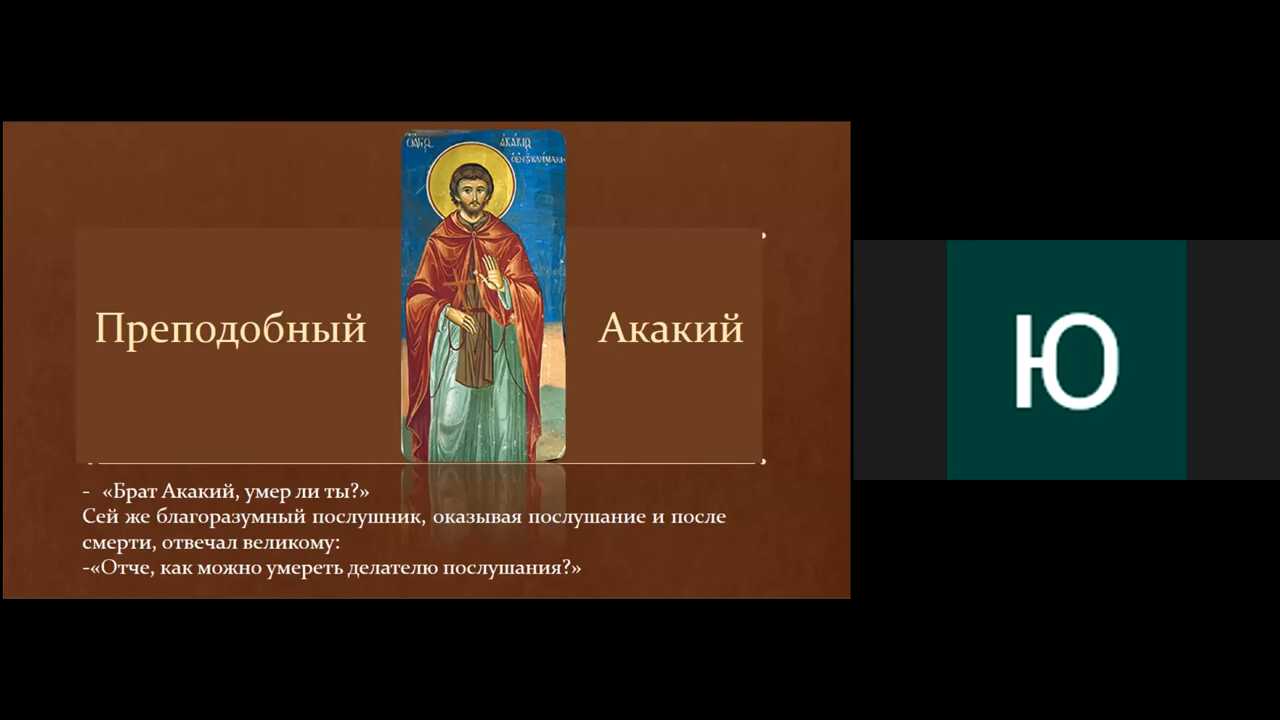 Преподобный
Акакий
- «Брат Акакий, умер ли ты?»
Сей же благоразумный послушник, оказывая послушание и после
смерти, отвечал великому:
-«Отче, как можно умереть делателю послушания?»
Ю